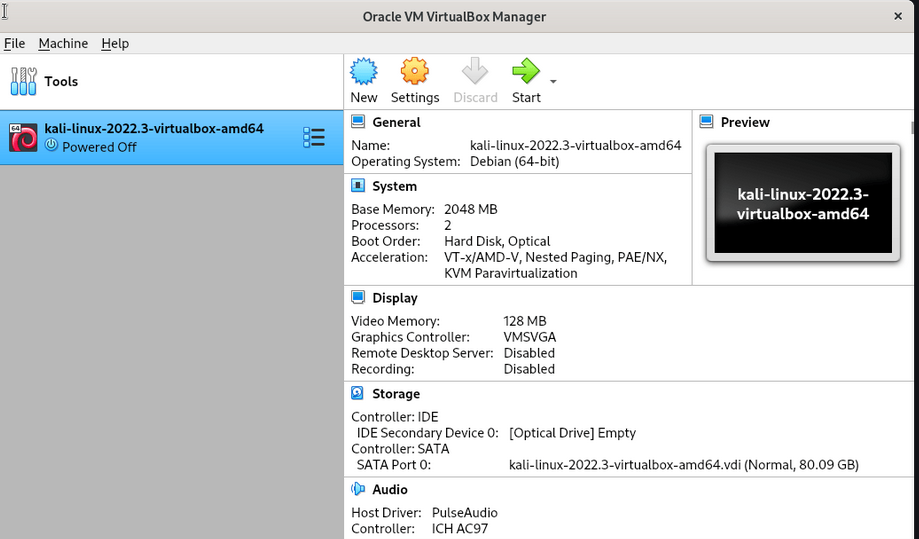 Oracle VM VirtualBox Manager
File Machine Help
Tools
New Settings Discard Start
64 kali-linux-2022.3-virtualbox-amd64
Powered Off
General
Name: kali-linux-2022.3-virtualbox-amd64
Operating System: Debian (64-bit)
Preview
kali-linux-2022.3-
virtualbox-amd64
System
Base Memory: 2048 MB
Processors: 2
Boot Order: Hard Disk, Optical
Acceleration: VT-x/AMD-V, Nested Paging, PAE/NX,
KVM Paravirtualization
Display
Video Memory: 128 MB
Graphics Controller: VMSVGA
Remote Desktop Server: Disabled
Recording: Disabled
Storage
Controller: IDE
IDE Secondary Device 0: [Optical Drive] Empty
Controller: SATA
SATA Port 0: kali-linux-2022.3-virtualbox-amd64.vdi (Normal, 80.09 GB)
Audio
Host Driver: PulseAudio
Controller: ICH AC97